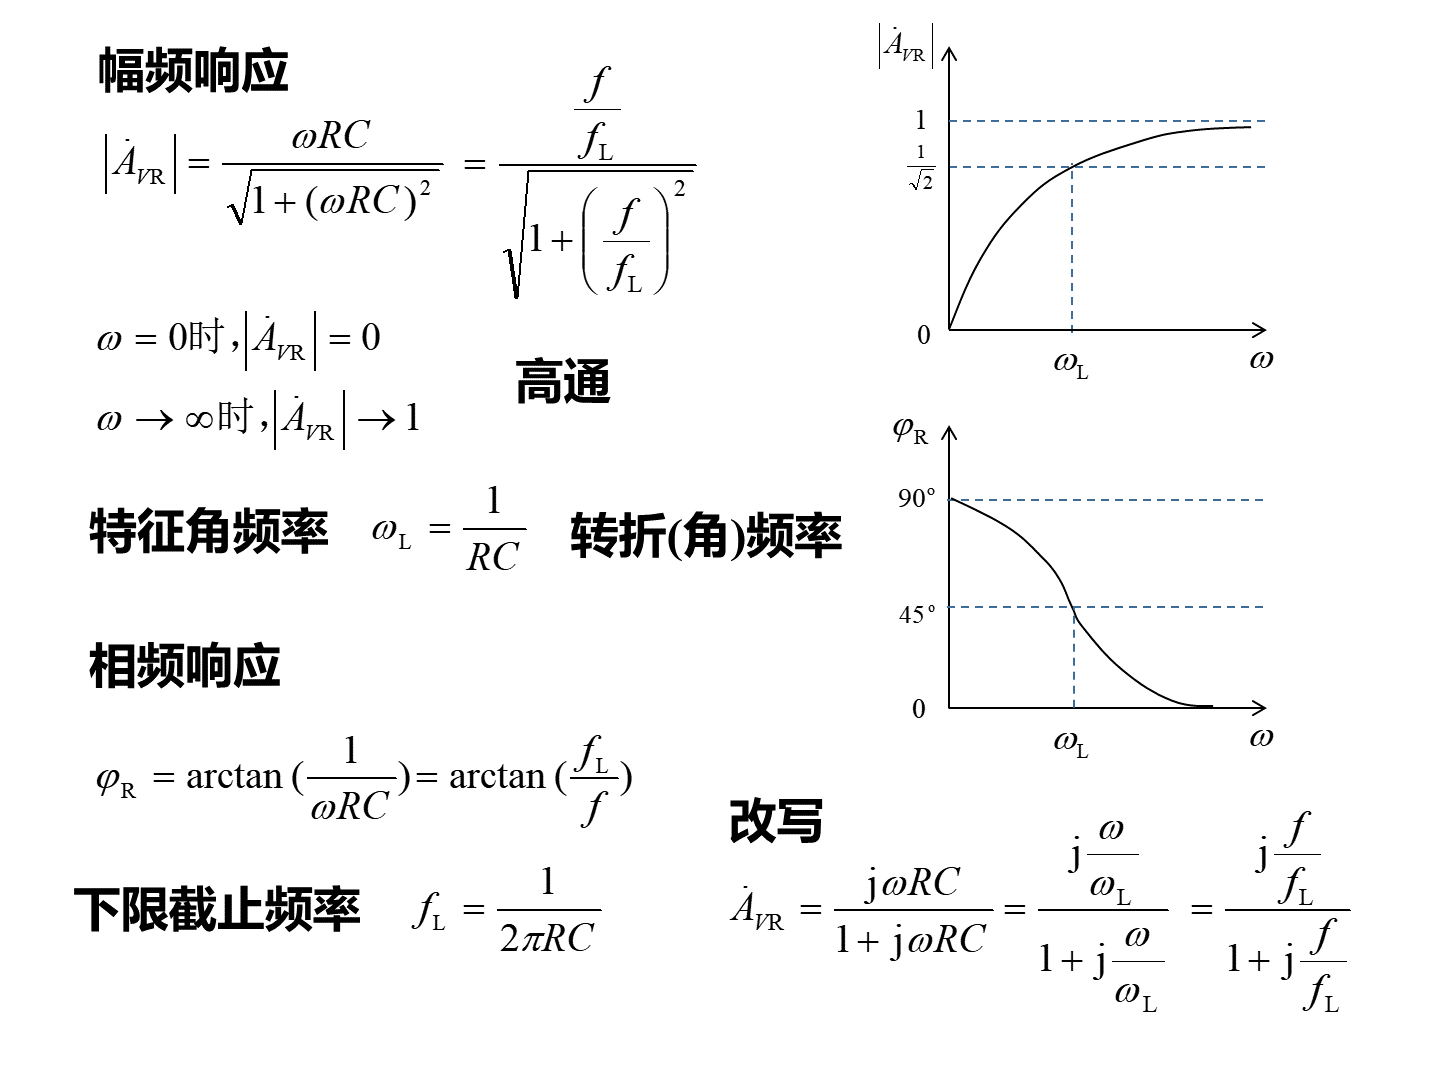 幅频响应
|Ȧ_VR| = ωRC / √(1+(ωRC)²) = (f/f_L) / √(1+(f/f_L)²)
ω = 0时,|Ȧ_VR| = 0
高通
ω → ∞时,|Ȧ_VR| → 1
特征角频率 ω_L = 1/RC 转折(角)频率
相频响应
φ_R = arctan(1/ωRC) = arctan(f_L/f)
下限截止频率 f_L = 1/2πRC
|Ȧ_VR|
1
1/√2
0
ω_L
ω
φ_R
90°
45°
0
ω_L
ω
改写
Ȧ_VR = jωRC / (1+jωRC) = j(ω/ω_L) / (1+j(ω/ω_L)) = j(f/f_L) / (1+j(f/f_L))